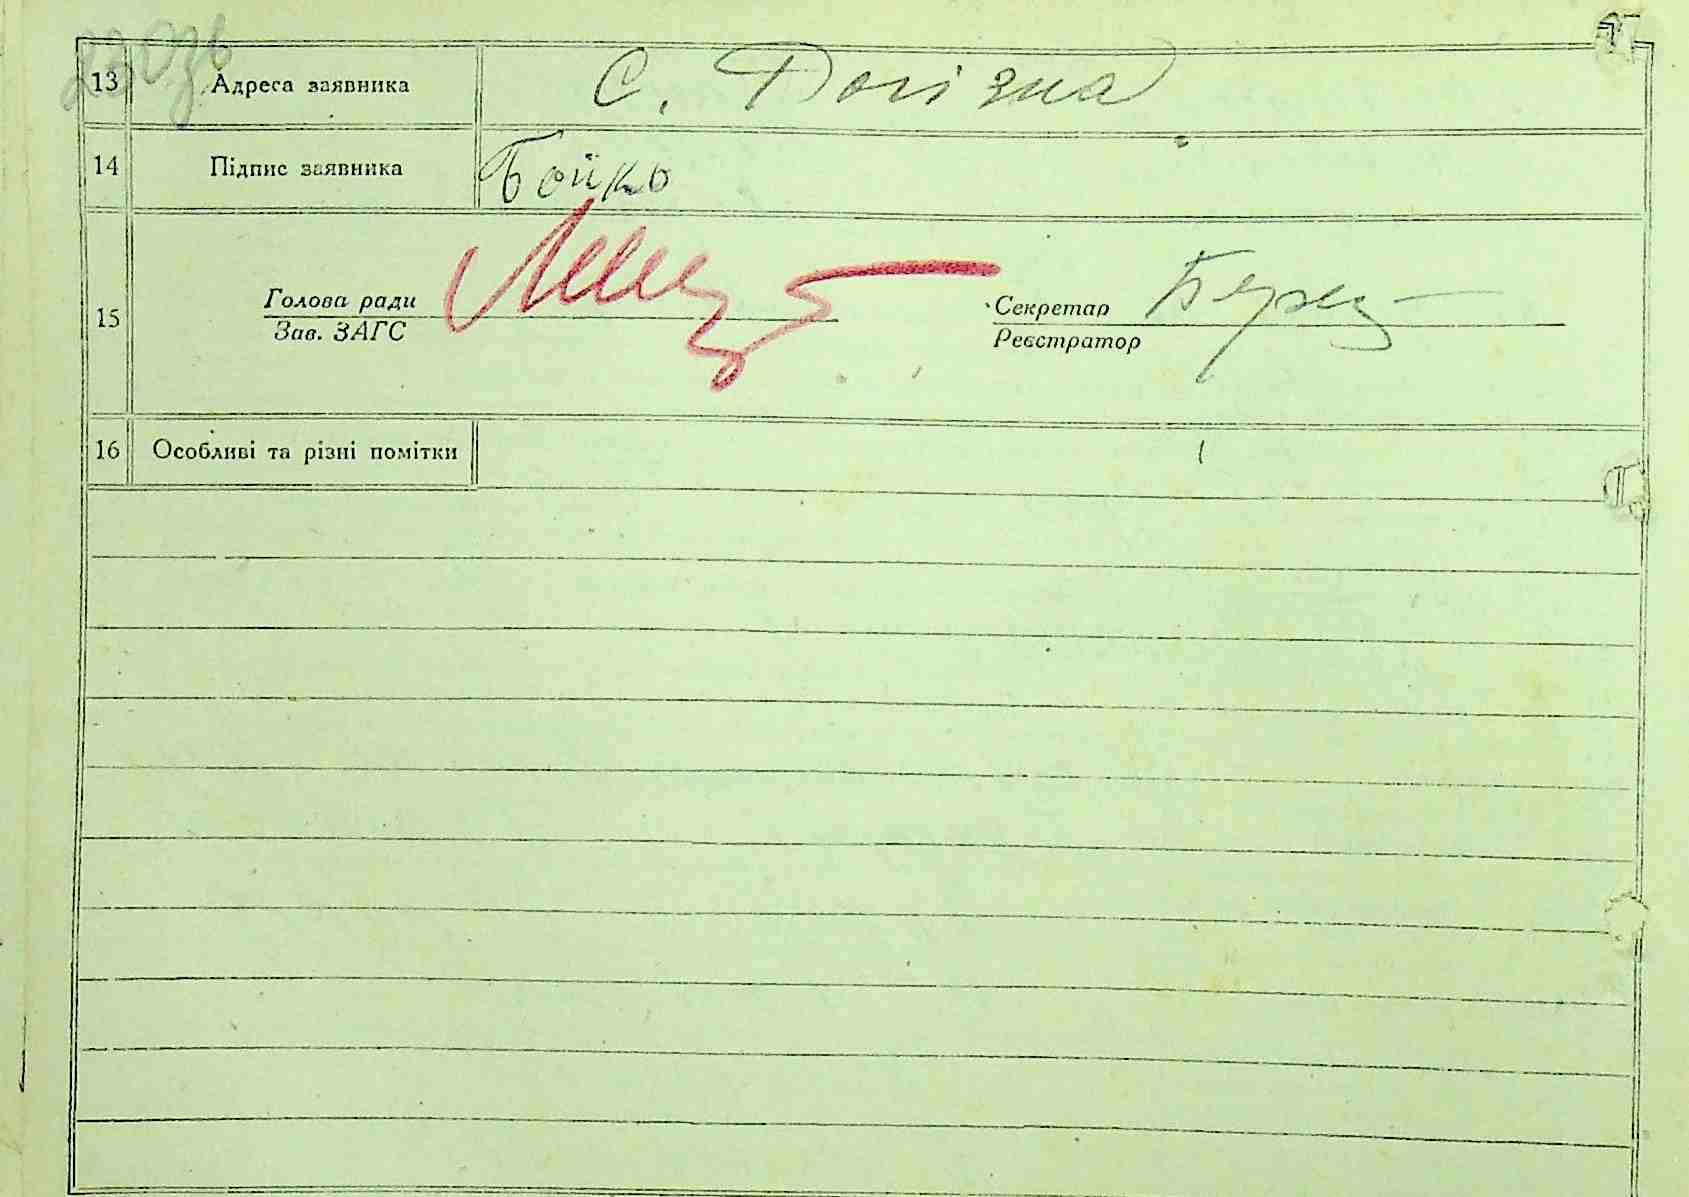 230зв
13 Адреса заявника с. Погізна
14 Підпис заявника Бойко
Голова ради Секретар
15
Зав. ЗАГС Реєстратор
16 Особливі та різні помітки